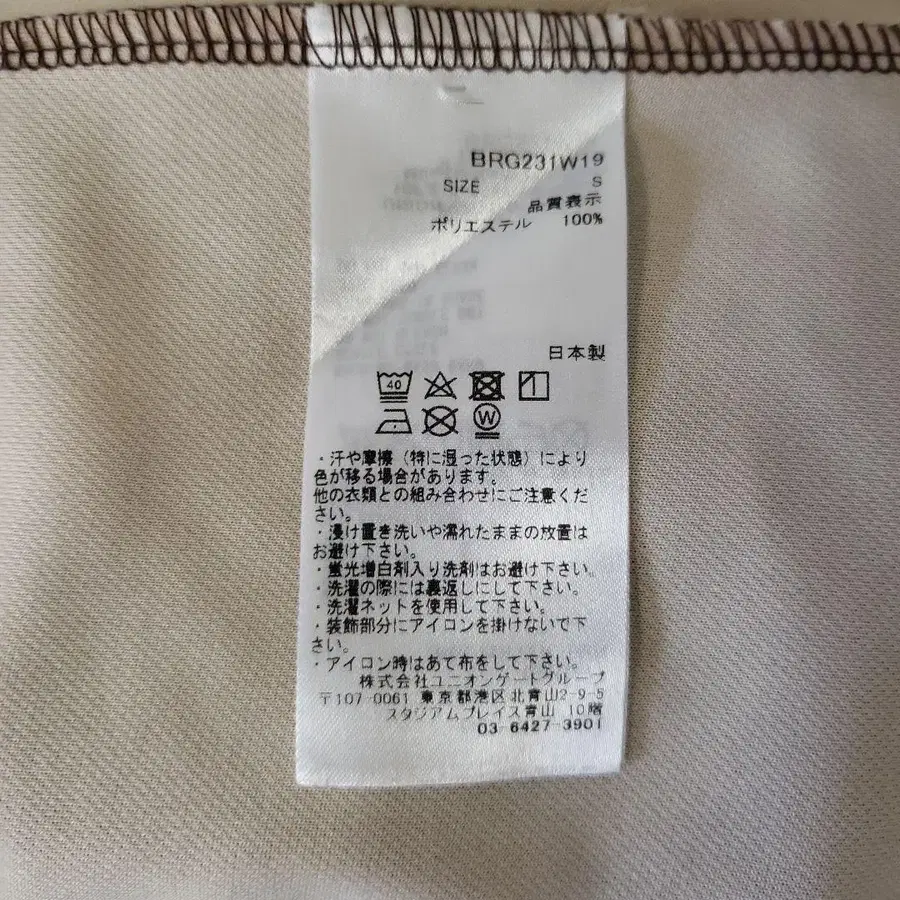 BRG231W19
SIZE S
品質表示
ポリエステル 100%
日本製
40
W
・汗や摩擦（特に湿った状態）により
色が移る場合があります。
他の衣類との組み合わせにご注意くだ
さい。
・浸け置き洗いや濡れたままの放置は
お避け下さい。
・蛍光増白剤入り洗剤はお避け下さい。
・洗濯の際には裏返しにして下さい。
・洗濯ネットを使用して下さい。
・装飾部分にアイロンを掛けないで下
さい。
・アイロン時はあて布をして下さい。
株式会社ユニオンゲートグループ
〒107-0061 東京都港区北青山2-9-5
スタジアムプレイス青山 10階
03-6427-3901